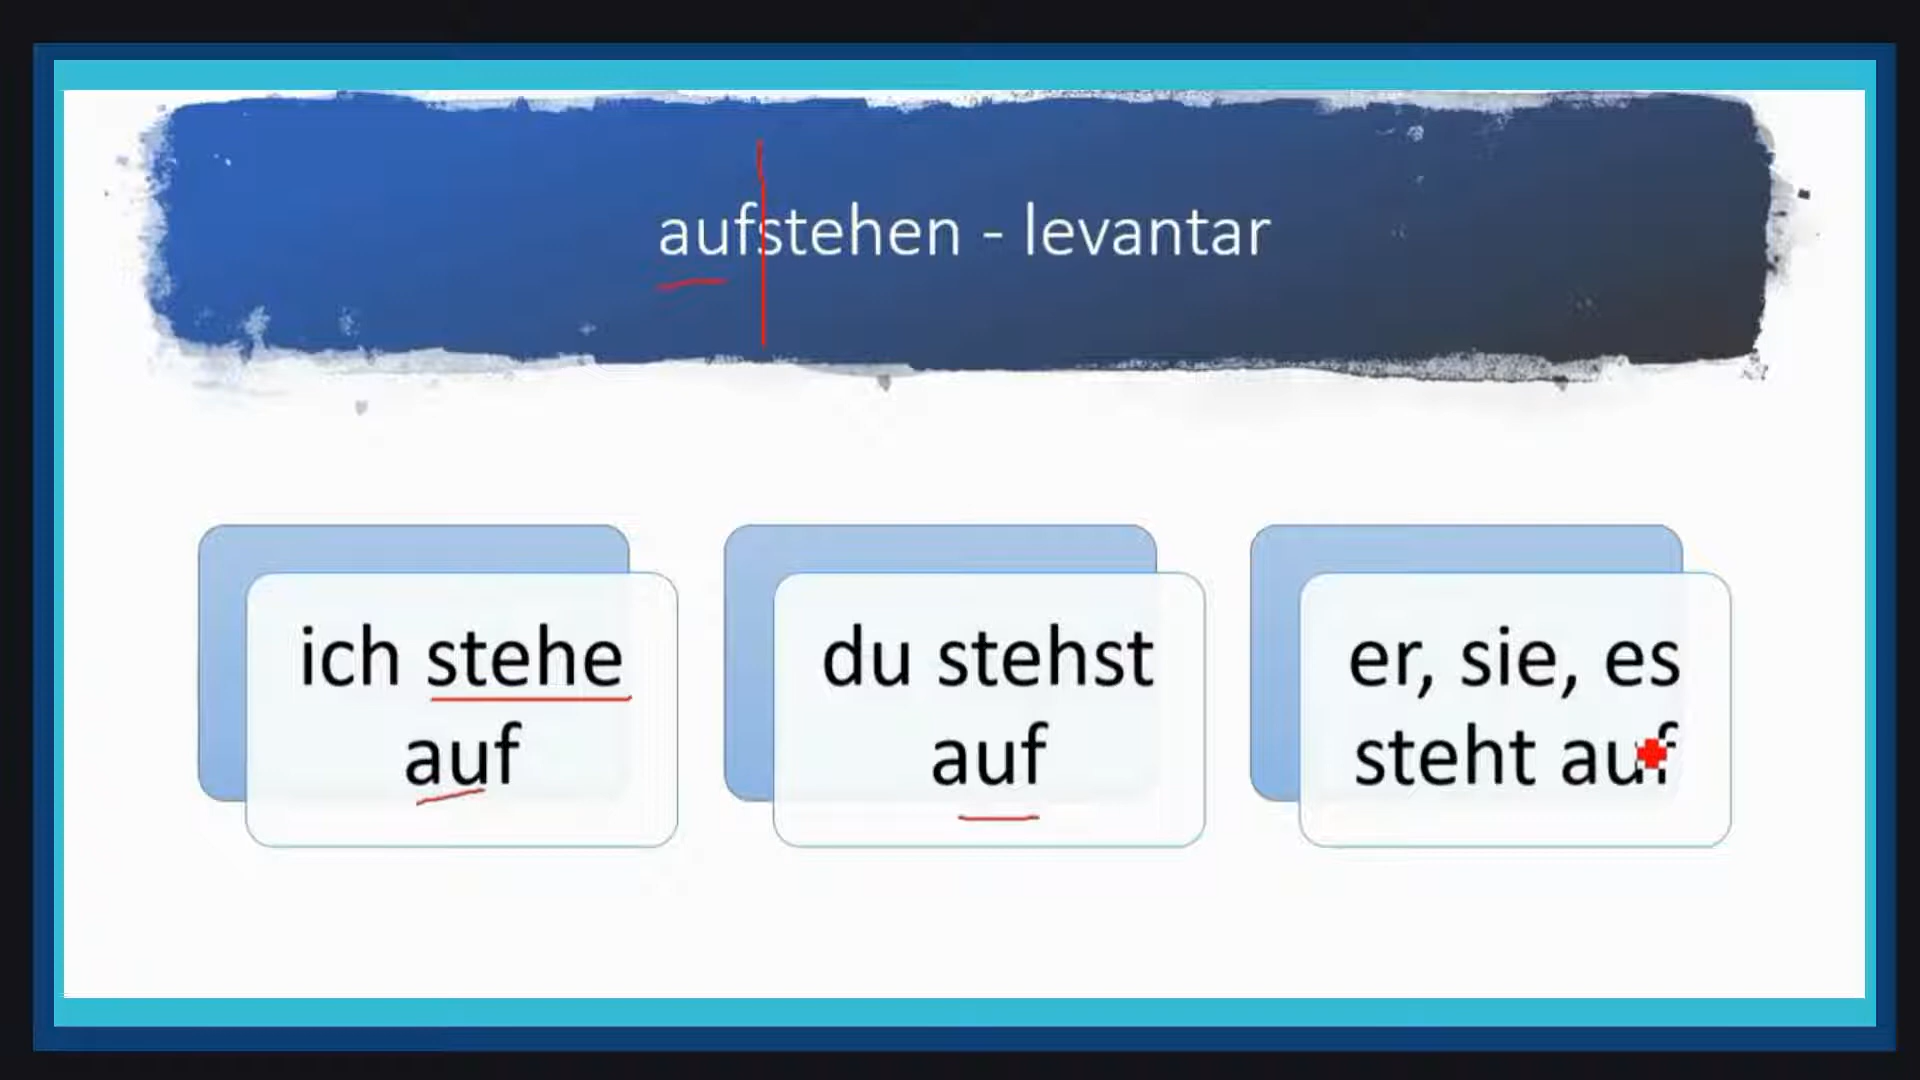 aufstehen - levantar
ich stehe
auf
du stehst
auf
er, sie, es
steht auf